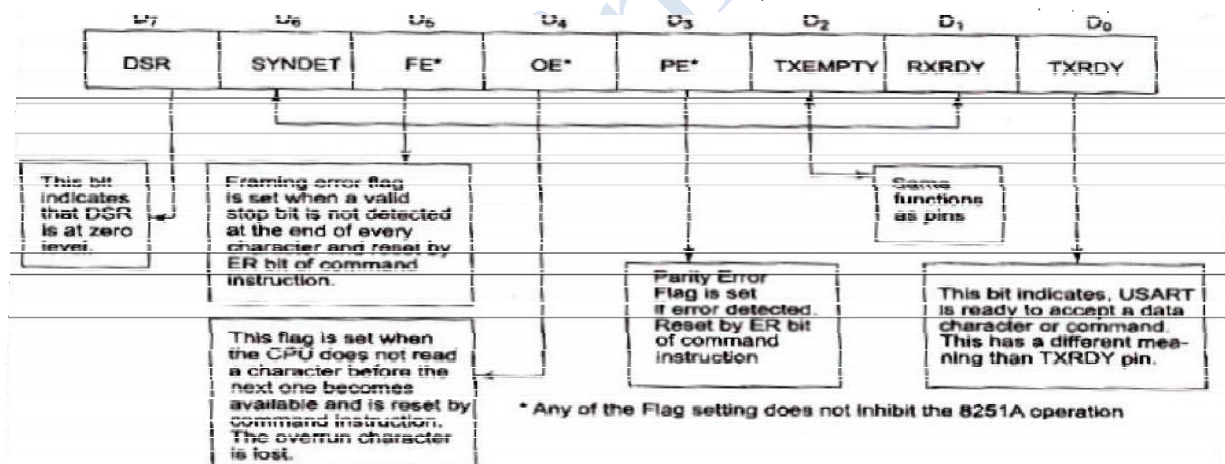 D7 D6 D5 D4 D3 D2 D1 D0
DSR SYNDET FE* OE* PE* TXEMPTY RXRDY TXRDY
This bit
indicates
that DSR
is at zero
level.
Framing error flag
is set when a valid
stop bit is not detected
at the end of every
character and reset by
ER bit of command
instruction.
Same
functions
as pins
Parity Error
Flag is set
if error detected.
Reset by ER bit
of command
instruction
This bit indicates, USART
is ready to accept a data
character or command.
This has a different mea-
ning than TXRDY pin.
This flag is set when
the CPU does not read
a character before the
next one becomes
available and is reset by
command instruction.
The overrun character
is lost.
* Any of the Flag setting does not Inhibit the 8251A operation